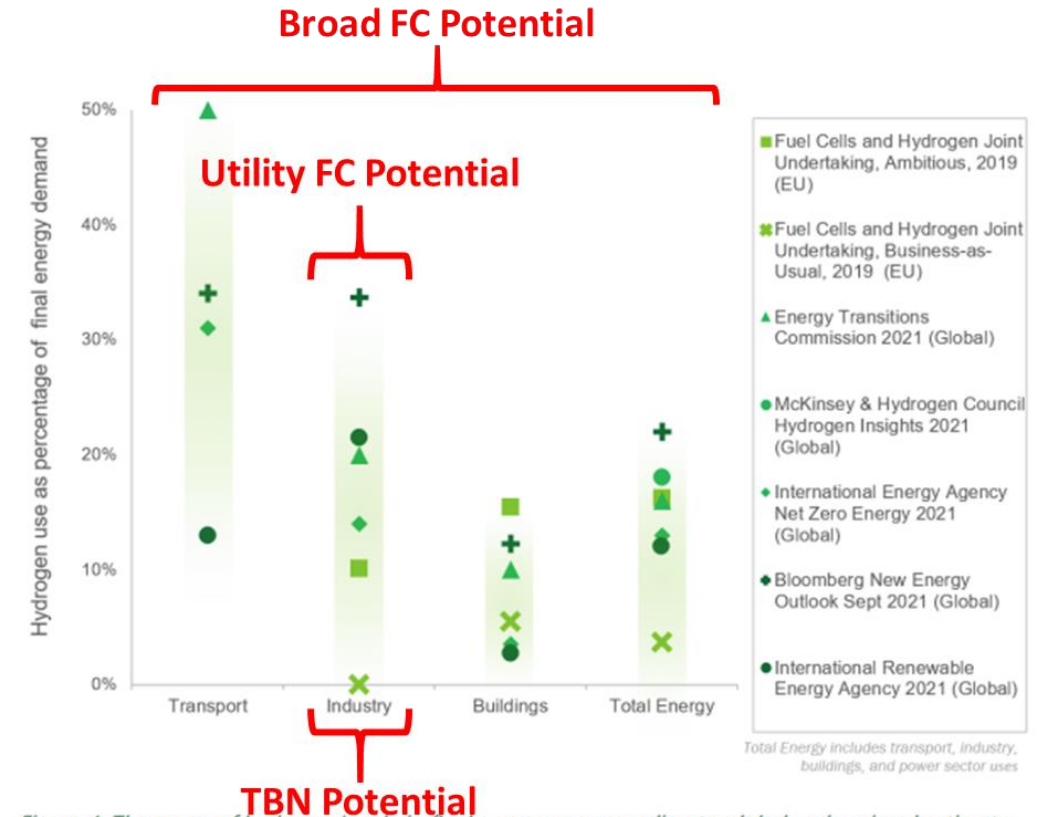 Broad FC Potential
50%
Utility FC Potential
40%
30%
20%
10%
0%
Hydrogen use as percentage of final energy demand
Transport
Industry
Buildings
Total Energy
TBN Potential
Fuel Cells and Hydrogen Joint
Undertaking, Ambitious, 2019
(EU)
Fuel Cells and Hydrogen Joint
Undertaking, Business-as-
Usual, 2019 (EU)
Energy Transitions
Commission 2021 (Global)
McKinsey & Hydrogen Council
Hydrogen Insights 2021
(Global)
International Energy Agency
Net Zero Energy 2021
(Global)
Bloomberg New Energy
Outlook Sept 2021 (Global)
International Renewable
Energy Agency 2021 (Global)
Total Energy includes transport, industry,
buildings, and power sector uses